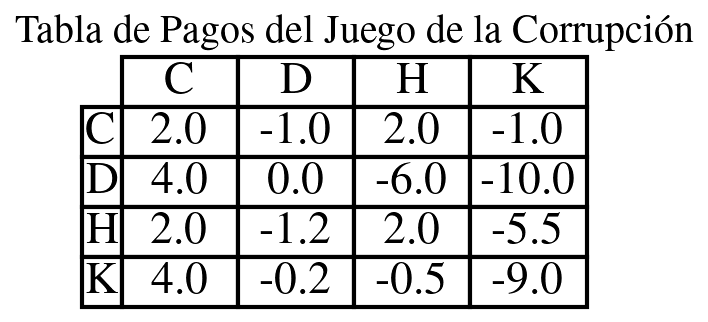 Tabla de Pagos del Juego de la Corrupción
C D H K
C 2.0 -1.0 2.0 -1.0
D 4.0 0.0 -6.0 -10.0
H 2.0 -1.2 2.0 -5.5
K 4.0 -0.2 -0.5 -9.0